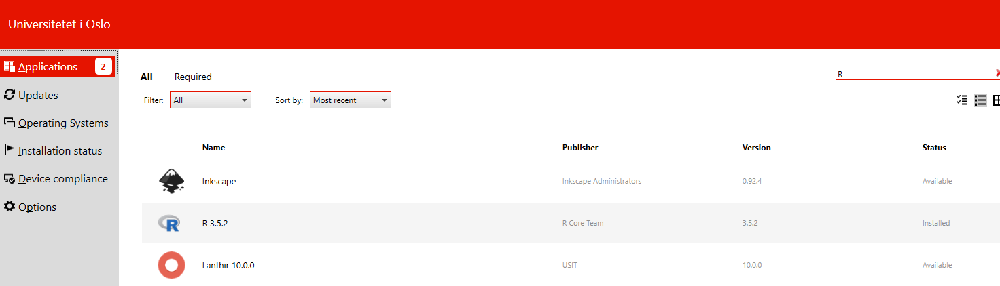 Universitetet i Oslo
Applications 2
Updates
Operating Systems
Installation status
Device compliance
Options
All Required
R
Filter: All Sort by: Most recent
Name Publisher Version Status
Inkscape Inkscape Administrators 0.92.4 Available
R R 3.5.2 R Core Team 3.5.2 Installed
Lanthir 10.0.0 USIT 10.0.0 Available